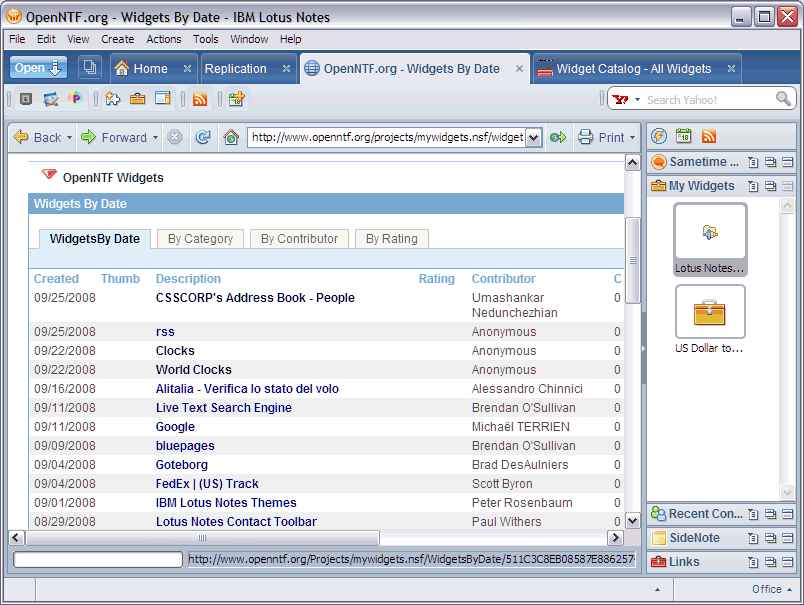 OpenNTF.org - Widgets By Date - IBM Lotus Notes
File Edit View Create Actions Tools Window Help
Open Home Replication OpenNTF.org - Widgets By Date Widget Catalog - All Widgets
Search Yahoo!
Back Forward http://www.openntf.org/projects/mywidgets.nsf/widget Print
OpenNTF Widgets
Widgets By Date
WidgetsBy Date By Category By Contributor By Rating
Created Thumb Description Rating Contributor C
09/25/2008 CSSCORP's Address Book - People Umashankar 0
Nedunchezhian
09/25/2008 rss Anonymous 0
09/22/2008 Clocks Anonymous 0
09/22/2008 World Clocks Anonymous 0
09/16/2008 Alitalia - Verifica lo stato del volo Alessandro Chinnici 0
09/11/2008 Live Text Search Engine Brendan O'Sullivan 0
09/11/2008 Google Michaël TERRIEN 0
09/09/2008 bluepages Brendan O'Sullivan 0
09/04/2008 Goteborg Brad DesAulniers 0
09/04/2008 FedEx | (US) Track Scott Byron 0
09/01/2008 IBM Lotus Notes Themes Peter Rosenbaum 0
08/29/2008 Lotus Notes Contact Toolbar Paul Withers 0
http://www.openntf.org/Projects/mywidgets.nsf/WidgetsByDate/511C3C8EB08587E886257
Sametime ...
My Widgets
Lotus Notes...
US Dollar to...
Recent Con...
SideNote
Links
Office